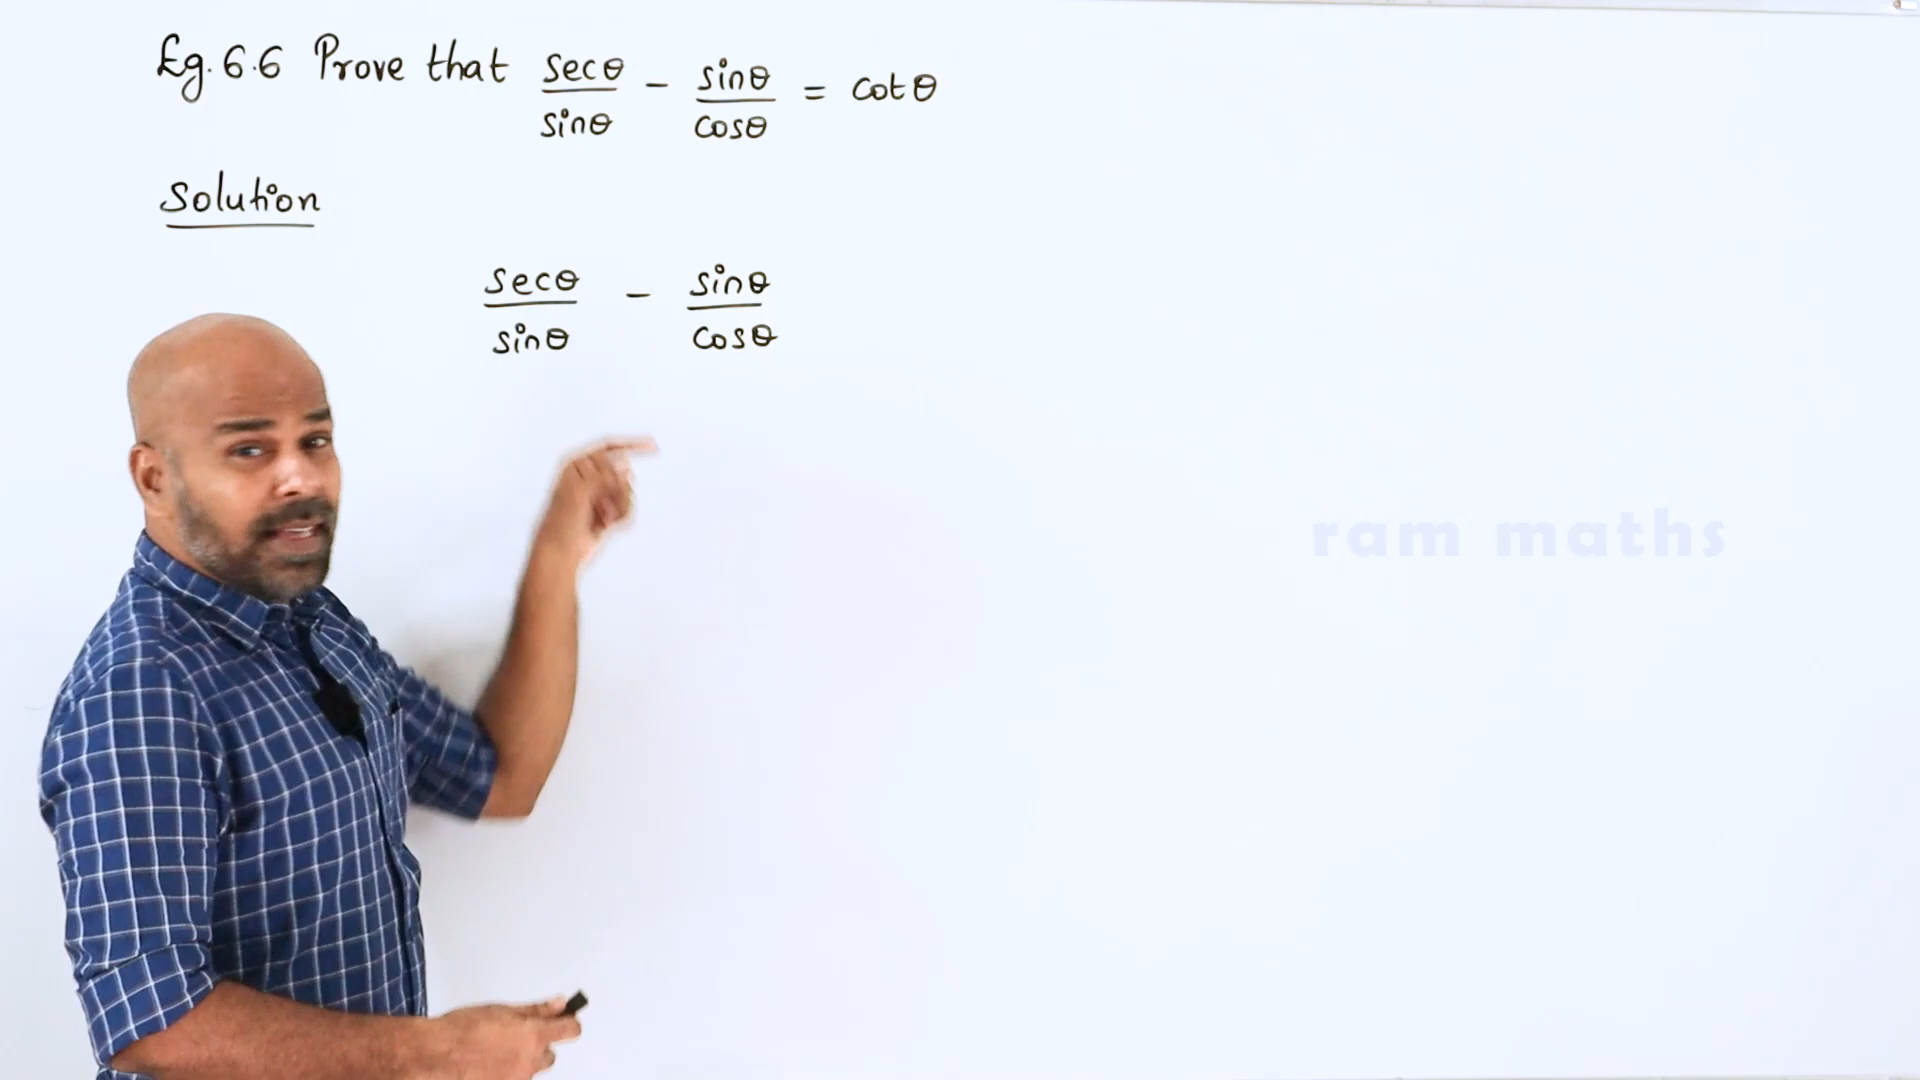 Eg. 6.6 Prove that secθ/sinθ - sinθ/cosθ = cotθ
Solution
secθ/sinθ - sinθ/cosθ
ram maths